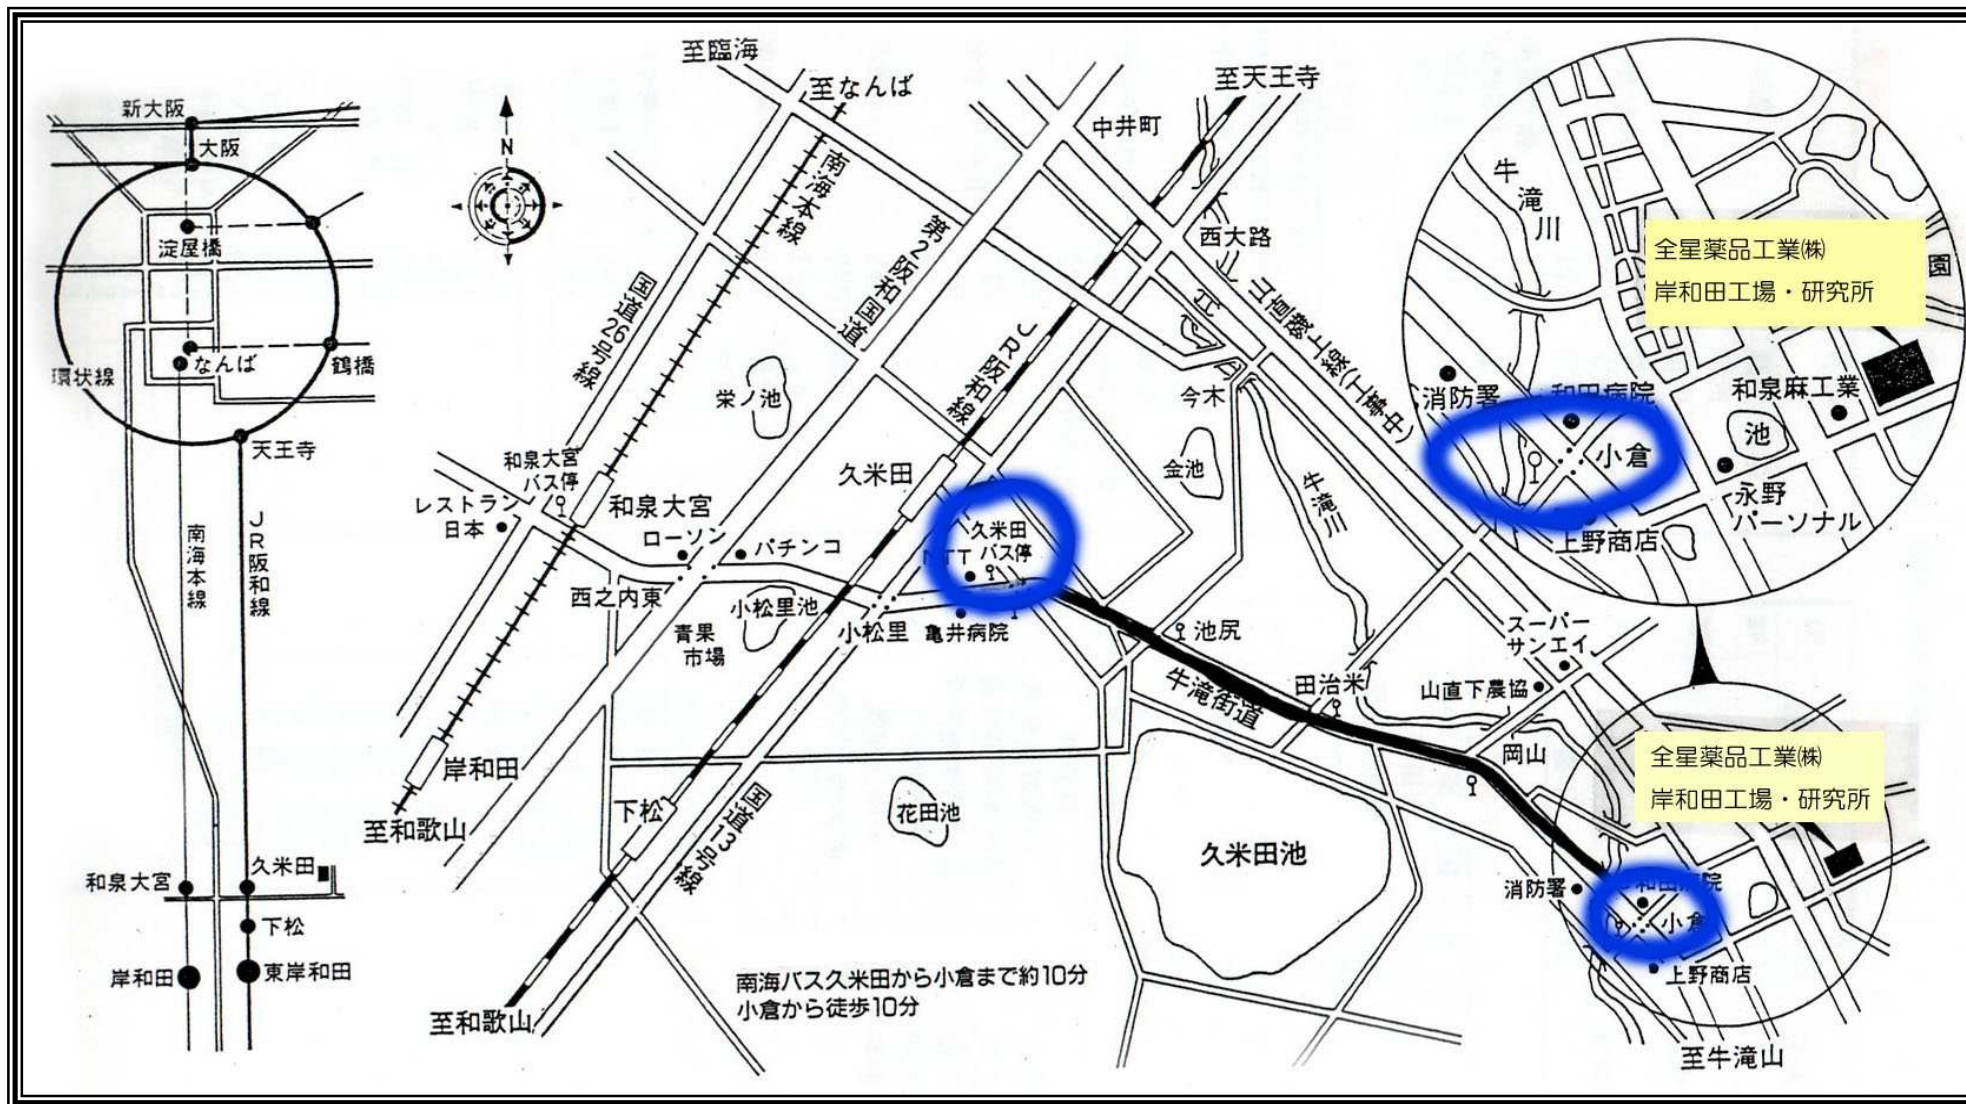 新大阪
大阪
淀屋橋
なんば
環状線
鶴橋
天王寺
南海本線
JR阪和線
和泉大宮
久米田
下松
岸和田
東岸和田
N
至臨海
至なんば
南海本線
国道26号線
第2阪和国道
中井町
至天王寺
西大路
JR阪和線
山直郷土線(工事中)
栄ノ池
今木
金池
牛滝川
和泉大宮
バス停
レストラン
日本
和泉大宮
ローソン
パチンコ
久米田
久米田
バス停
NTT
西之内東
小松里池
青果
市場
小松里
亀井病院
池尻
牛滝街道
田治米
スーパー
サンエイ
山直下農協
岡山
岸和田
至和歌山
下松
国道13号線
花田池
久米田池
至和歌山
南海バス久米田から小倉まで約10分
小倉から徒歩10分
牛滝川
全星薬品工業㈱
岸和田工場・研究所
園
消防署
和田病院
小倉
和泉麻工業
池
永野
パーソナル
上野商店
全星薬品工業㈱
岸和田工場・研究所
消防署
和田病院
小倉
上野商店
至牛滝山